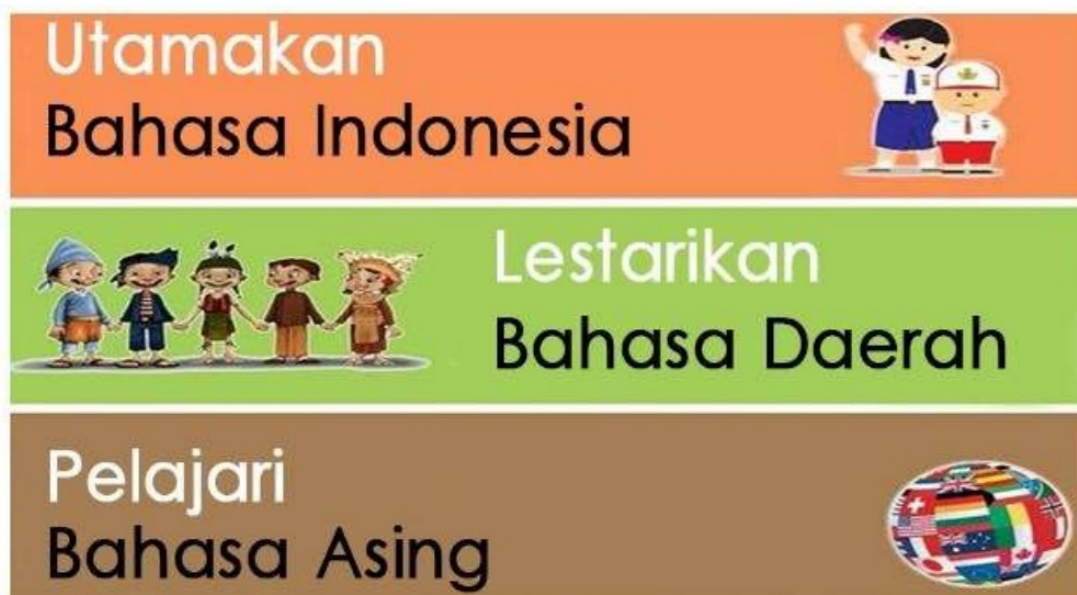 Utamakan
Bahasa Indonesia
Lestarikan
Bahasa Daerah
Pelajari
Bahasa Asing